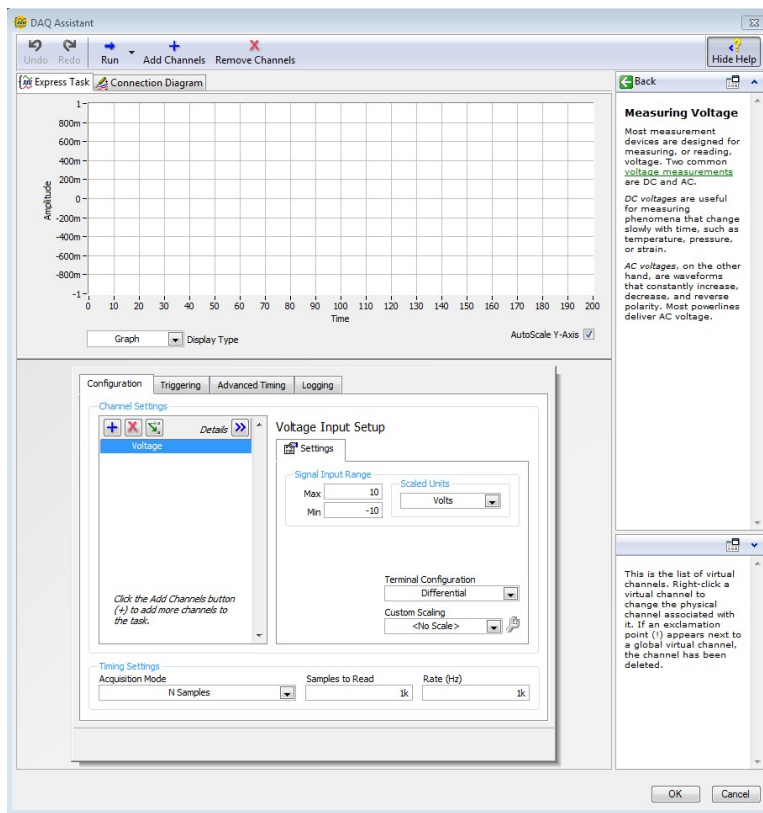 DAQ Assistant
Undo Redo Run Add Channels Remove Channels Hide Help
Express Task Connection Diagram
1
800m
600m
400m
200m
0
-200m
-400m
-600m
-800m
-1
Amplitude
0 10 20 30 40 50 60 70 80 90 100 110 120 130 140 150 160 170 180 190 200
Time
Graph Display Type AutoScale Y-Axis
Configuration Triggering Advanced Timing Logging
Channel Settings
Details
Voltage
Click the Add Channels button
(+) to add more channels to
the task.
Voltage Input Setup
Settings
Signal Input Range
Max 10
Min -10
Scaled Units
Volts
Terminal Configuration
Differential
Custom Scaling
<No Scale>
Timing Settings
Acquisition Mode Samples to Read Rate (Hz)
N Samples 1k 1k
Back
Measuring Voltage
Most measurement
devices are designed for
measuring, or reading,
voltage. Two common
voltage measurements
are DC and AC.
DC voltages are useful
for measuring
phenomena that change
slowly with time, such as
temperature, pressure,
or strain.
AC voltages, on the other
hand, are waveforms
that constantly increase,
decrease, and reverse
polarity. Most powerlines
deliver AC voltage.
This is the list of virtual
channels. Right-click a
virtual channel to
change the physical
channel associated with
it. If an exclamation
point (!) appears next to
a global virtual channel,
the channel has been
deleted.
OK Cancel